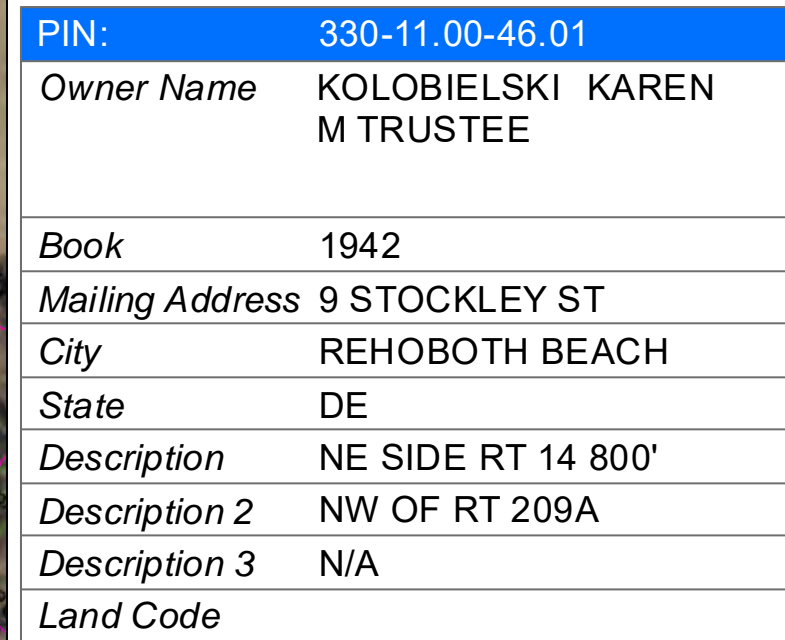 PIN: 330-11.00-46.01
Owner Name KOLOBIELSKI KAREN
M TRUSTEE
Book 1942
Mailing Address 9 STOCKLEY ST
City REHOBOTH BEACH
State DE
Description NE SIDE RT 14 800'
Description 2 NW OF RT 209A
Description 3 N/A
Land Code